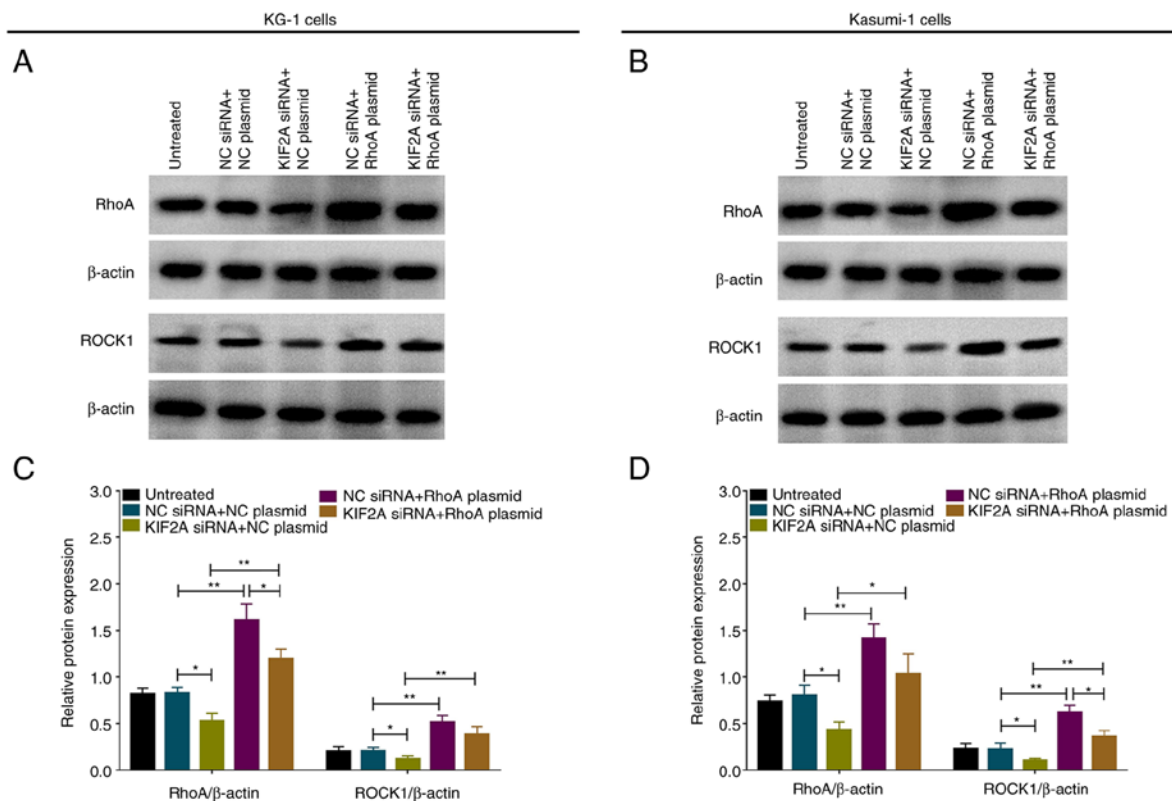 KG-1 cells
Kasumi-1 cells
A
Untreated
NC siRNA+
NC plasmid
KIF2A siRNA+
NC plasmid
NC siRNA+
RhoA plasmid
KIF2A siRNA+
RhoA plasmid
RhoA
β-actin
ROCK1
β-actin
B
Untreated
NC siRNA+
NC plasmid
KIF2A siRNA+
NC plasmid
NC siRNA+
RhoA plasmid
KIF2A siRNA+
RhoA plasmid
RhoA
β-actin
ROCK1
β-actin
C
Untreated
NC siRNA+NC plasmid
KIF2A siRNA+NC plasmid
NC siRNA+RhoA plasmid
KIF2A siRNA+RhoA plasmid
Relative protein expression
3.0
2.5
2.0
1.5
1.0
0.5
0.0
**
**
*
*
**
**
*
RhoA/β-actin
ROCK1/β-actin
D
Untreated
NC siRNA+NC plasmid
KIF2A siRNA+NC plasmid
NC siRNA+RhoA plasmid
KIF2A siRNA+RhoA plasmid
Relative protein expression
3.0
2.5
2.0
1.5
1.0
0.5
0.0
*
**
*
**
**
*
*
RhoA/β-actin
ROCK1/β-actin